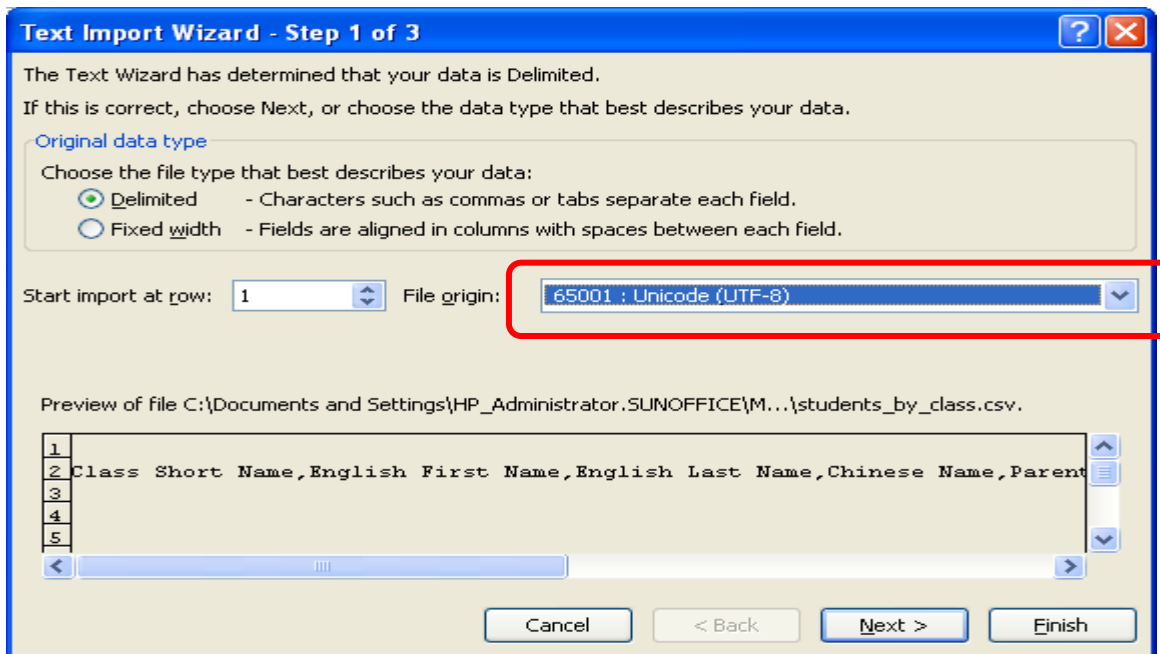 Text Import Wizard - Step 1 of 3
The Text Wizard has determined that your data is Delimited.
If this is correct, choose Next, or choose the data type that best describes your data.
Original data type
Choose the file type that best describes your data:
Delimited - Characters such as commas or tabs separate each field.
Fixed width - Fields are aligned in columns with spaces between each field.
Start import at row: 1 File origin: 65001 : Unicode (UTF-8)
Preview of file C:\Documents and Settings\HP_Administrator.SUNOFFICE\M...\students_by_class.csv.
1
2 Class Short Name,English First Name,English Last Name,Chinese Name,Parent
3
4
5
Cancel < Back Next > Finish